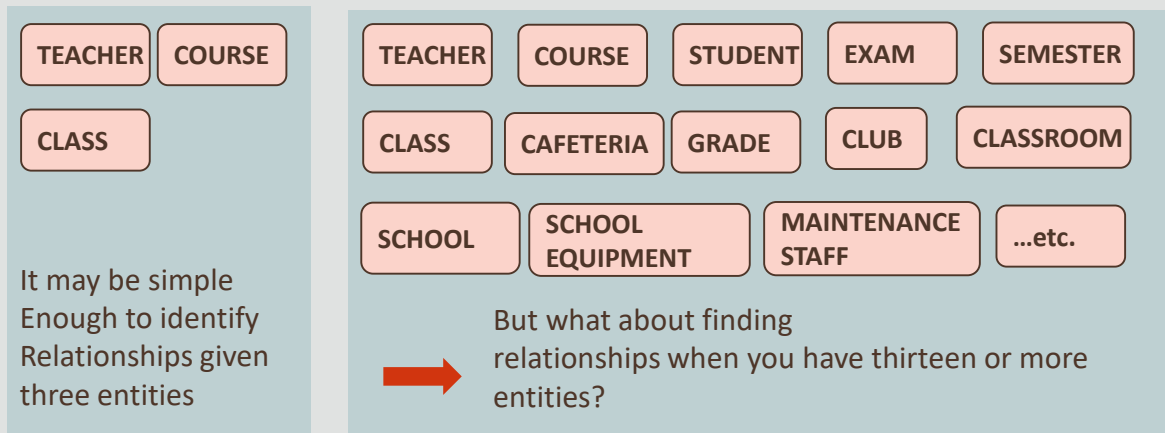 TEACHER
COURSE
CLASS
It may be simple
Enough to identify
Relationships given
three entities
TEACHER
COURSE
STUDENT
EXAM
SEMESTER
CLASS
CAFETERIA
GRADE
CLUB
CLASSROOM
SCHOOL
SCHOOL
EQUIPMENT
MAINTENANCE
STAFF
...etc.
But what about finding
relationships when you have thirteen or more
entities?